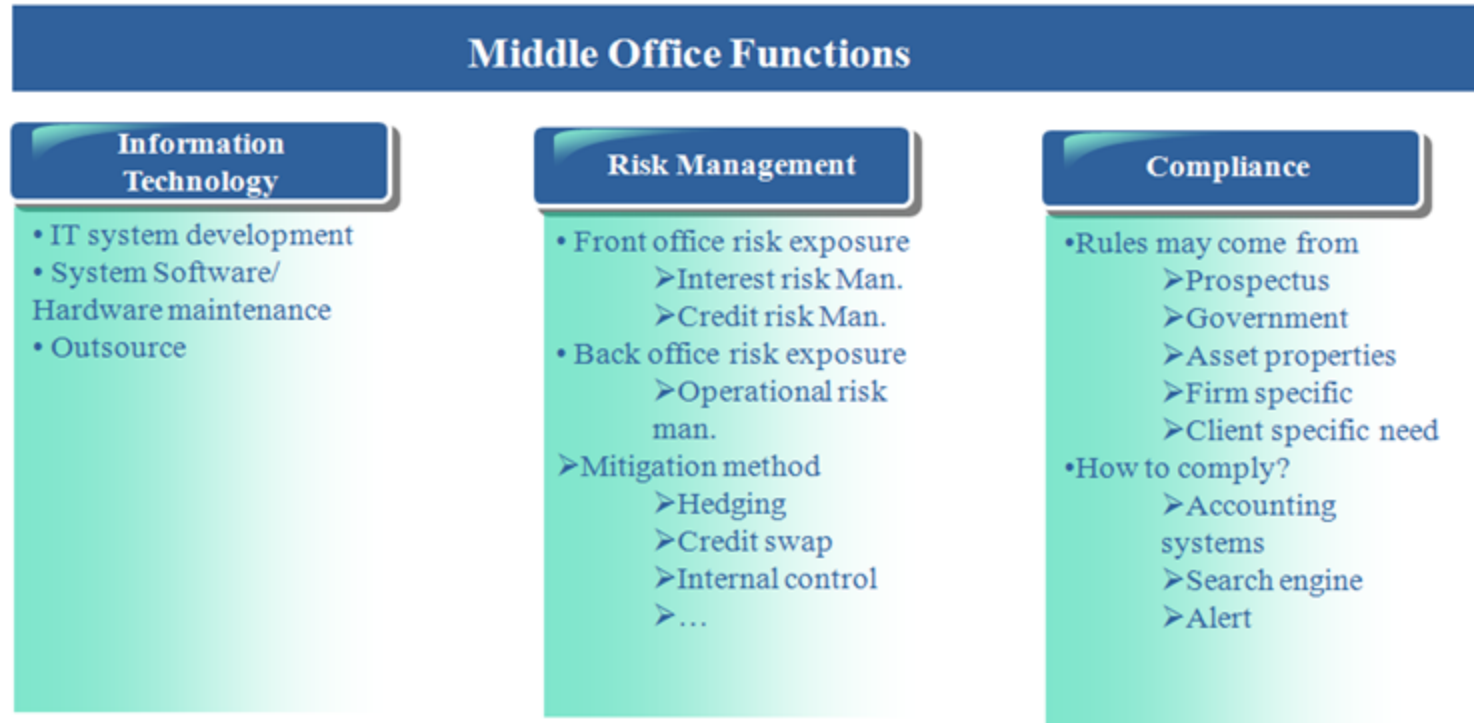 Middle Office Functions
Information
Technology
• IT system development
• System Software/
Hardware maintenance
• Outsource
Risk Management
• Front office risk exposure
➢Interest risk Man.
➢Credit risk Man.
• Back office risk exposure
➢Operational risk
man.
➢Mitigation method
➢Hedging
➢Credit swap
➢Internal control
➢…
Compliance
•Rules may come from
➢Prospectus
➢Government
➢Asset properties
➢Firm specific
➢Client specific need
•How to comply?
➢Accounting
systems
➢Search engine
➢Alert